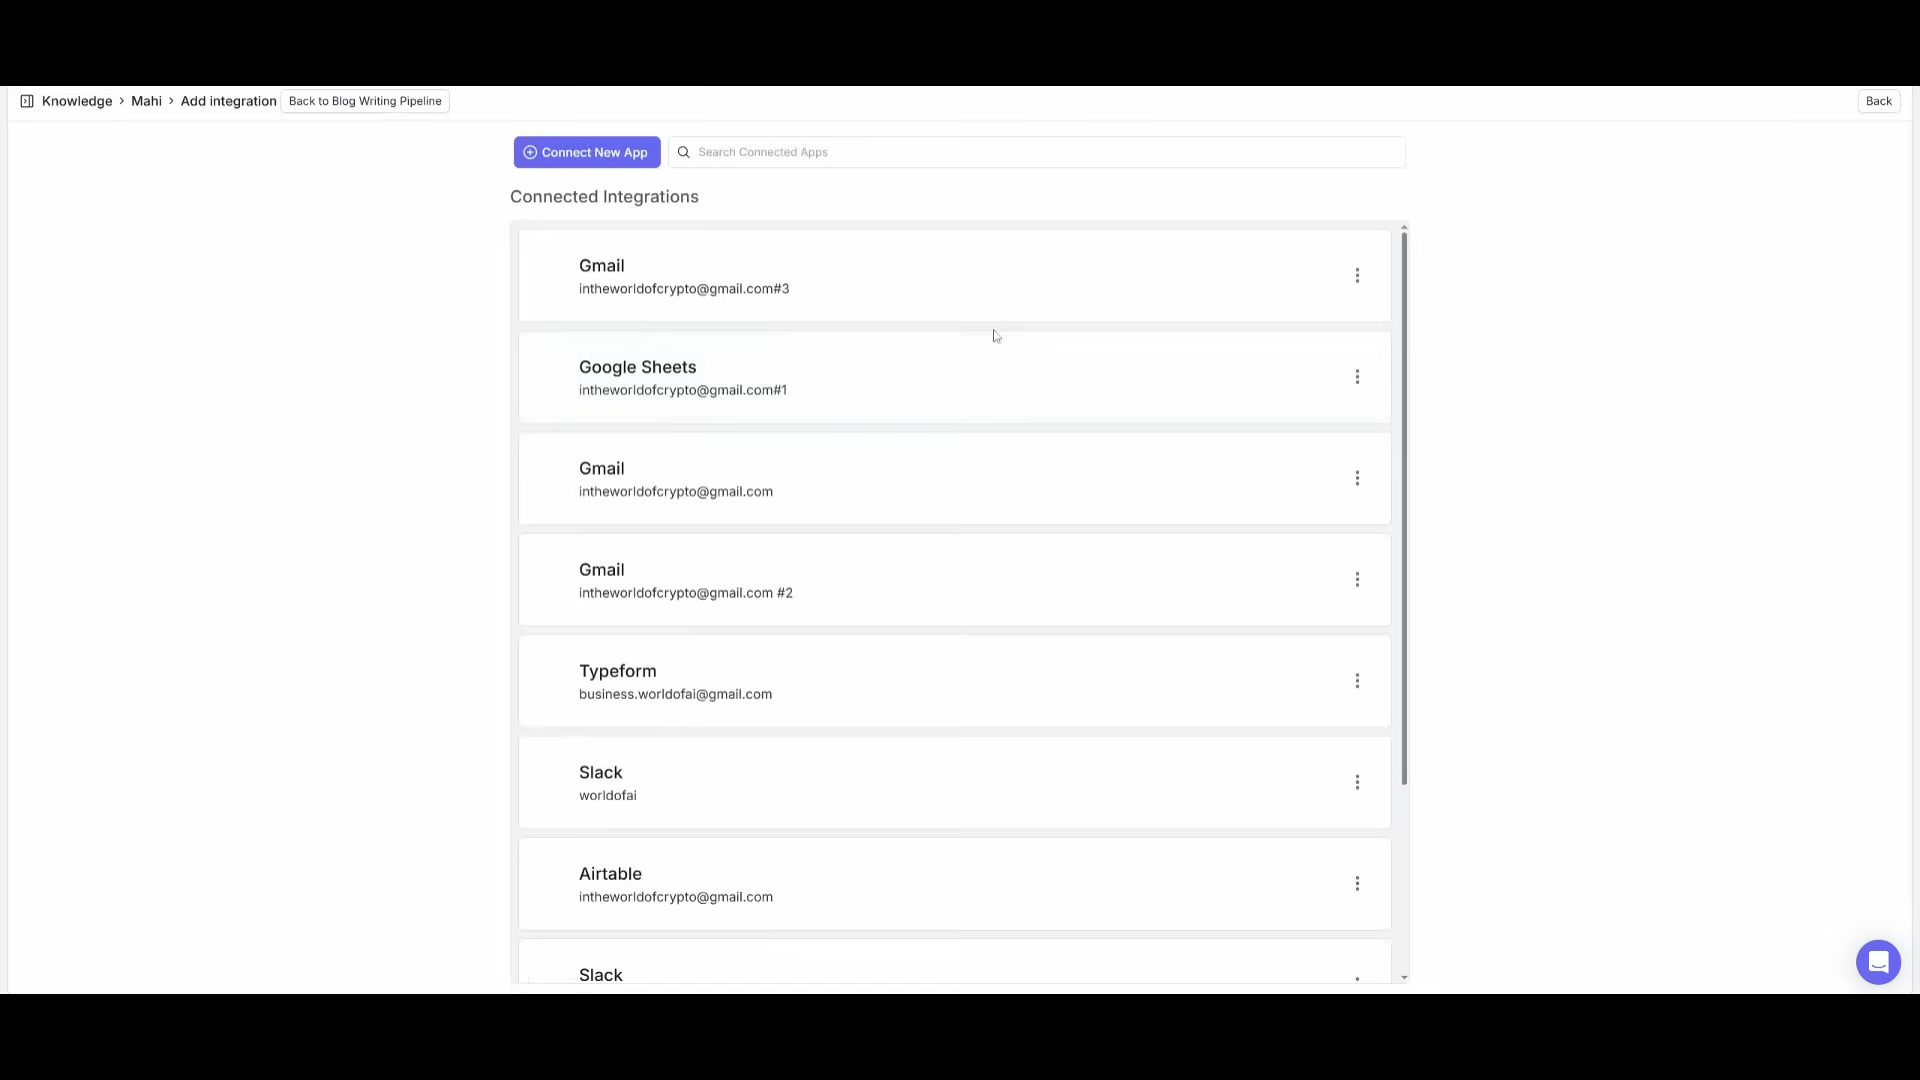 Knowledge > Mahi > Add integration Back to Blog Writing Pipeline Back
Connect New App Search Connected Apps
Connected Integrations
Gmail
intheworldofcrypto@gmail.com#3
Google Sheets
intheworldofcrypto@gmail.com#1
Gmail
intheworldofcrypto@gmail.com
Gmail
intheworldofcrypto@gmail.com #2
Typeform
business.worldofai@gmail.com
Slack
worldofai
Airtable
intheworldofcrypto@gmail.com
Slack